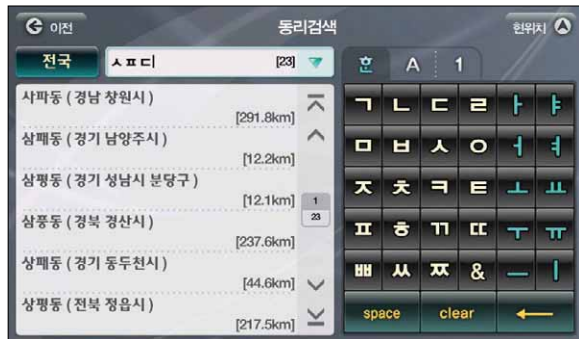 이전 동리검색 현위치
전국 ㅅㅍㄷ [23] 한 A 1
사파동 ( 경남 창원시 )
[291.8km]
삼패동 ( 경기 남양주시 )
[12.2km]
삼평동 ( 경기 성남시 분당구 )
[12.1km]
삼풍동 ( 경북 경산시 )
[237.6km]
상패동 ( 경기 동두천시 )
[44.6km]
상평동 ( 전북 정읍시 )
[217.5km]
1
23
ㄱ ㄴ ㄷ ㄹ ㅏ ㅑ
ㅁ ㅂ ㅅ ㅇ ㅓ ㅕ
ㅈ ㅊ ㅋ ㅌ ㅗ ㅛ
ㅍ ㅎ ㄲ ㄸ ㅜ ㅠ
ㅃ ㅆ ㅉ & ㅡ ㅣ
space clear